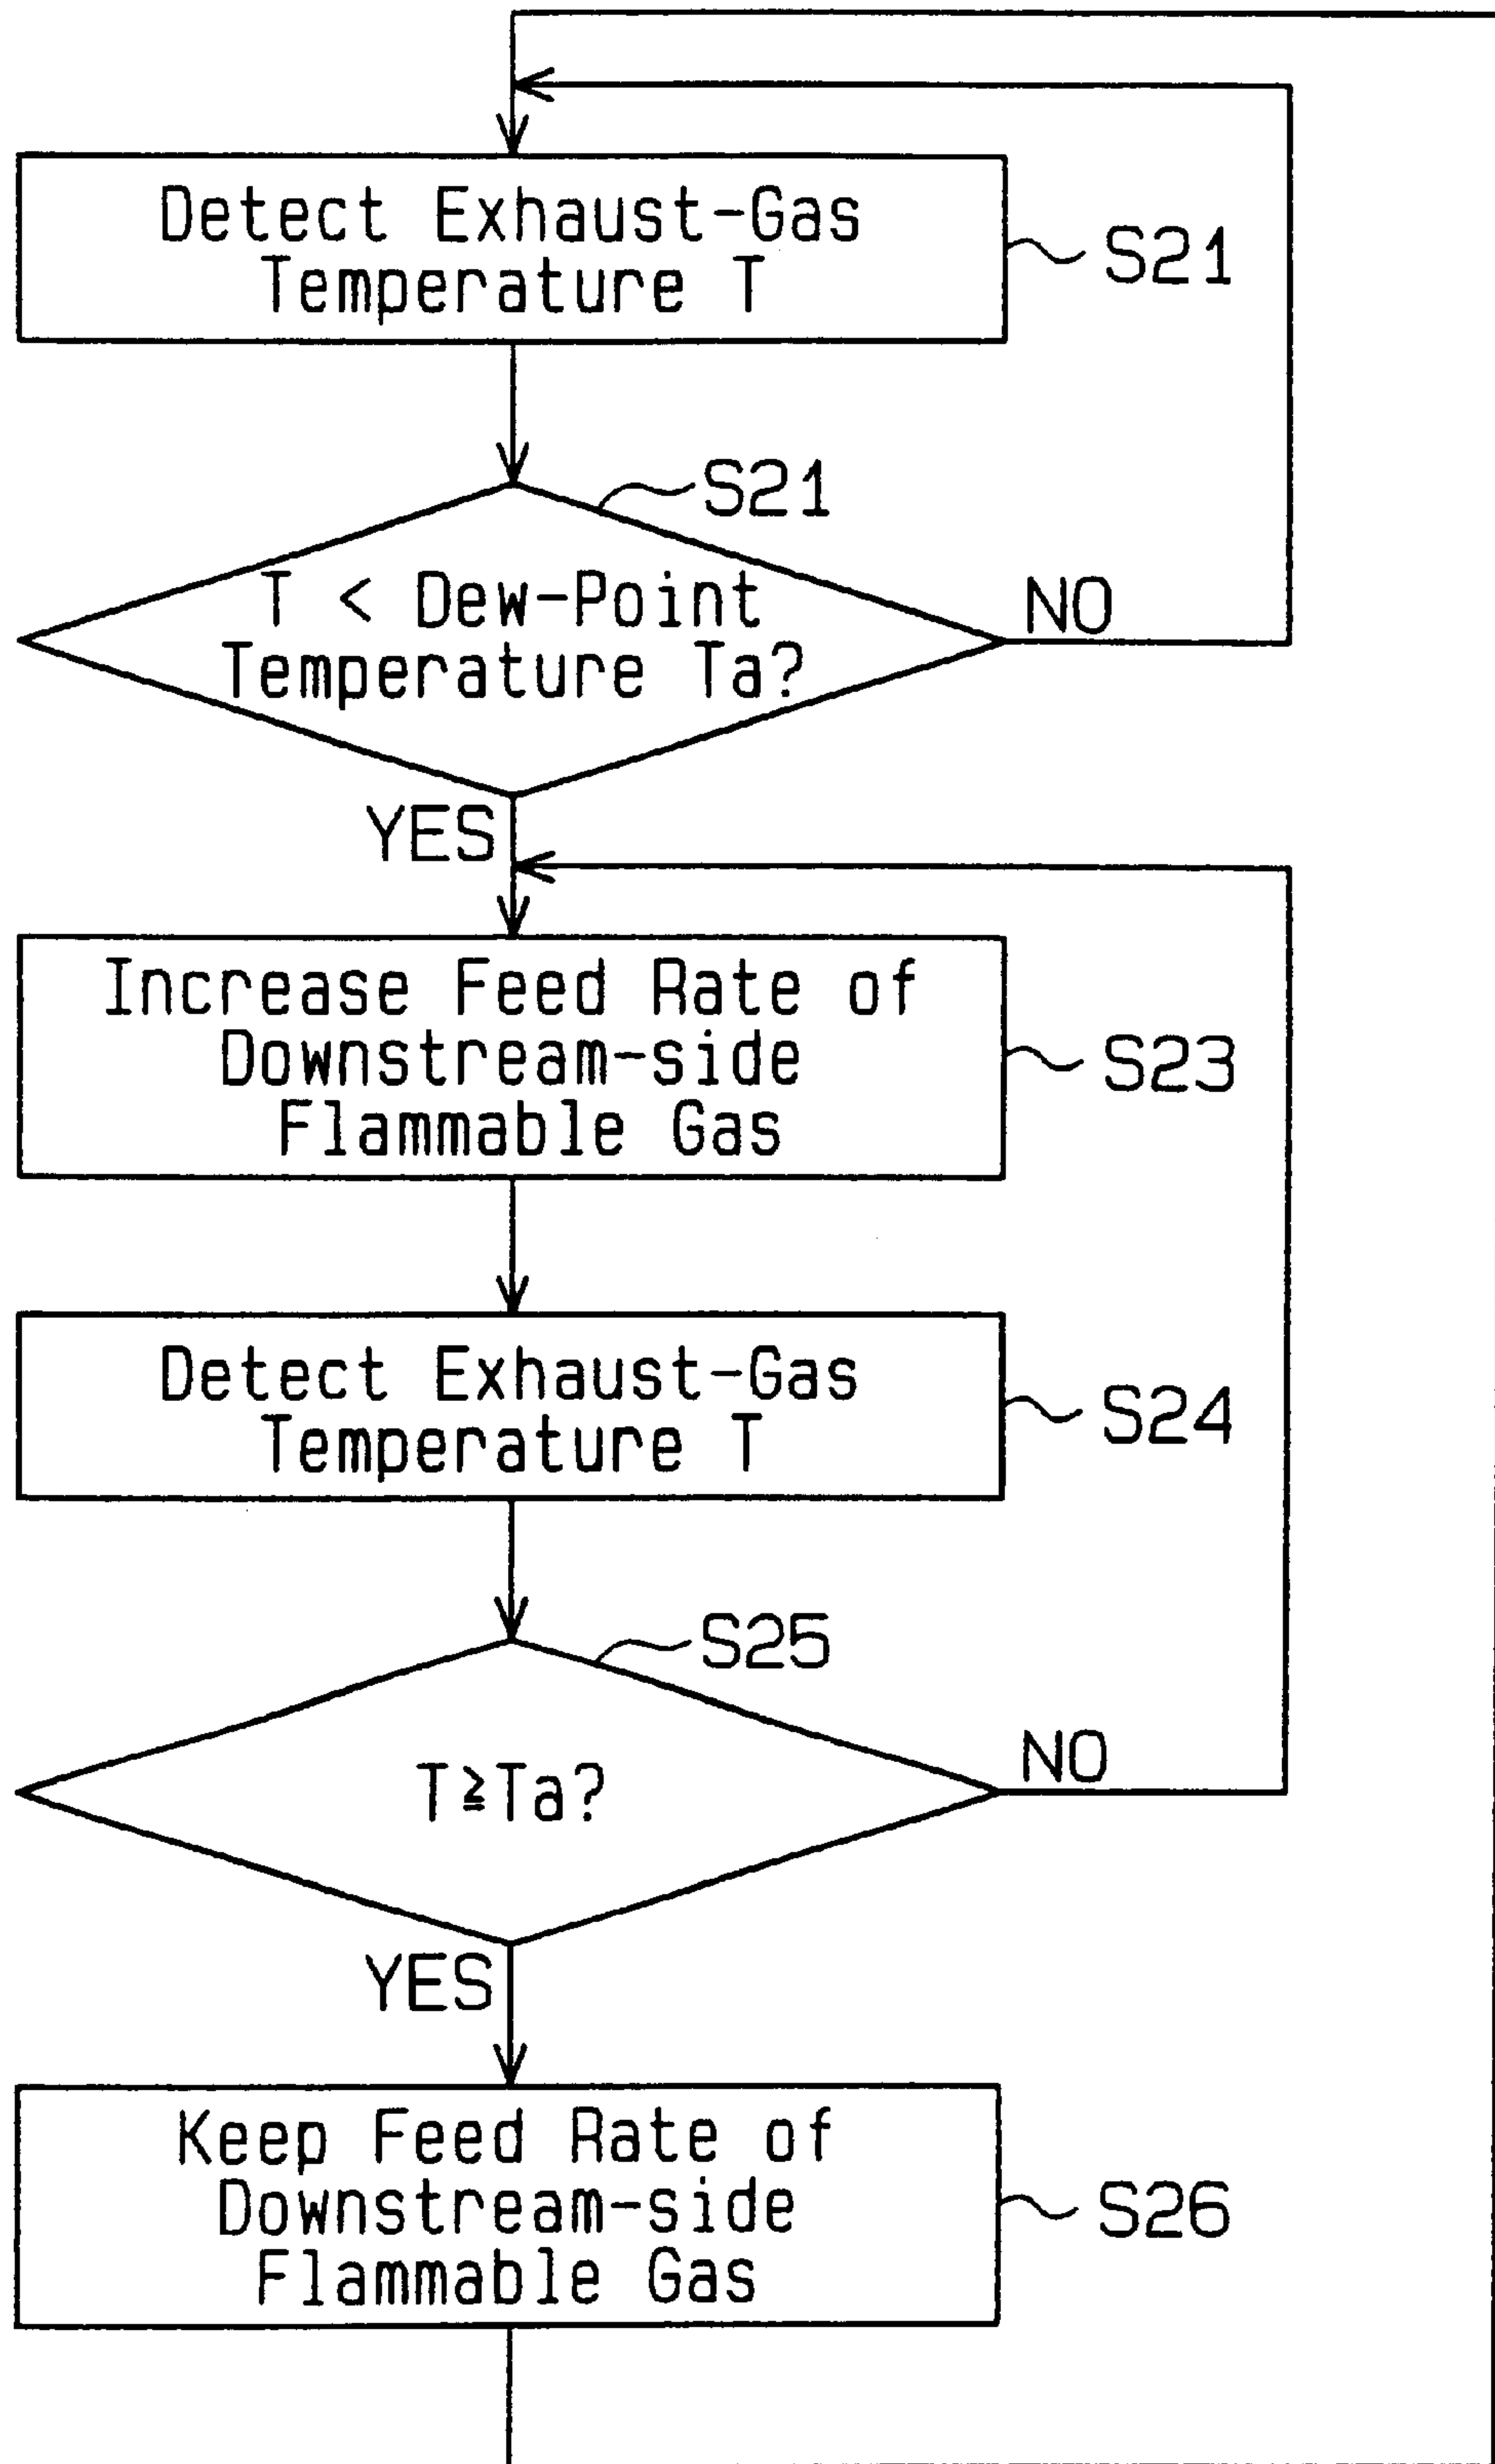 Detect Exhaust-Gas
Temperature T
S21
S21
T < Dew-Point
Temperature Ta?
NO
YES
Increase Feed Rate of
Downstream-side
Flammable Gas
S23
Detect Exhaust-Gas
Temperature T
S24
S25
T≧Ta?
NO
YES
Keep Feed Rate of
Downstream-side
Flammable Gas
S26